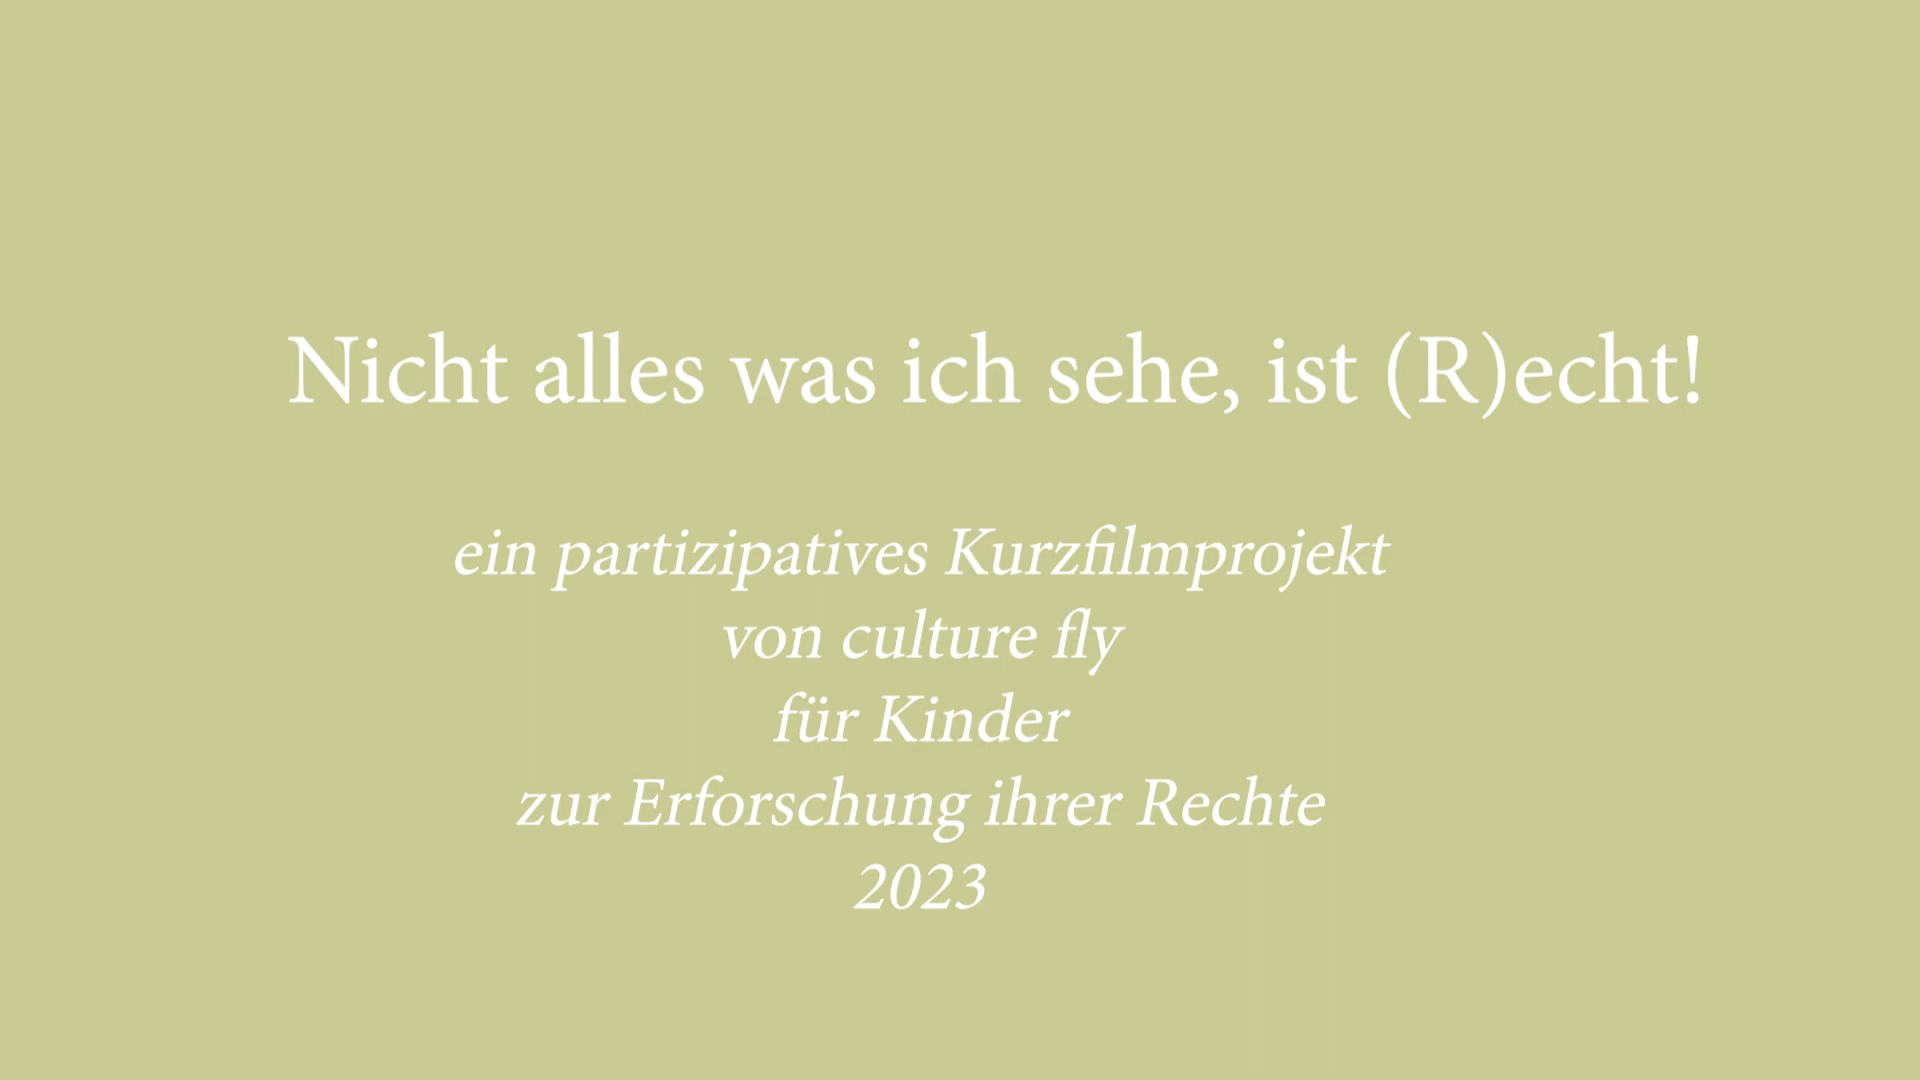 Nicht alles was ich sehe, ist (R)echt!
ein partizipatives Kurzfilmprojekt
von culture fly
für Kinder
zur Erforschung ihrer Rechte
2023